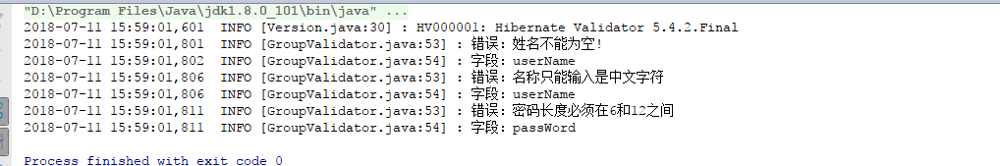 "D:\Program Files\Java\jdk1.8.0_101\bin\java" ...
2018-07-11 15:59:01,601  INFO [Version.java:30] : HV000001: Hibernate Validator 5.4.2.Final
2018-07-11 15:59:01,801  INFO [GroupValidator.java:53] : 错误：姓名不能为空!
2018-07-11 15:59:01,802  INFO [GroupValidator.java:54] : 字段：userName
2018-07-11 15:59:01,806  INFO [GroupValidator.java:53] : 错误：名称只能输入是中文字符
2018-07-11 15:59:01,806  INFO [GroupValidator.java:54] : 字段：userName
2018-07-11 15:59:01,811  INFO [GroupValidator.java:53] : 错误：密码长度必须在6和12之间
2018-07-11 15:59:01,811  INFO [GroupValidator.java:54] : 字段：passWord
Process finished with exit code 0